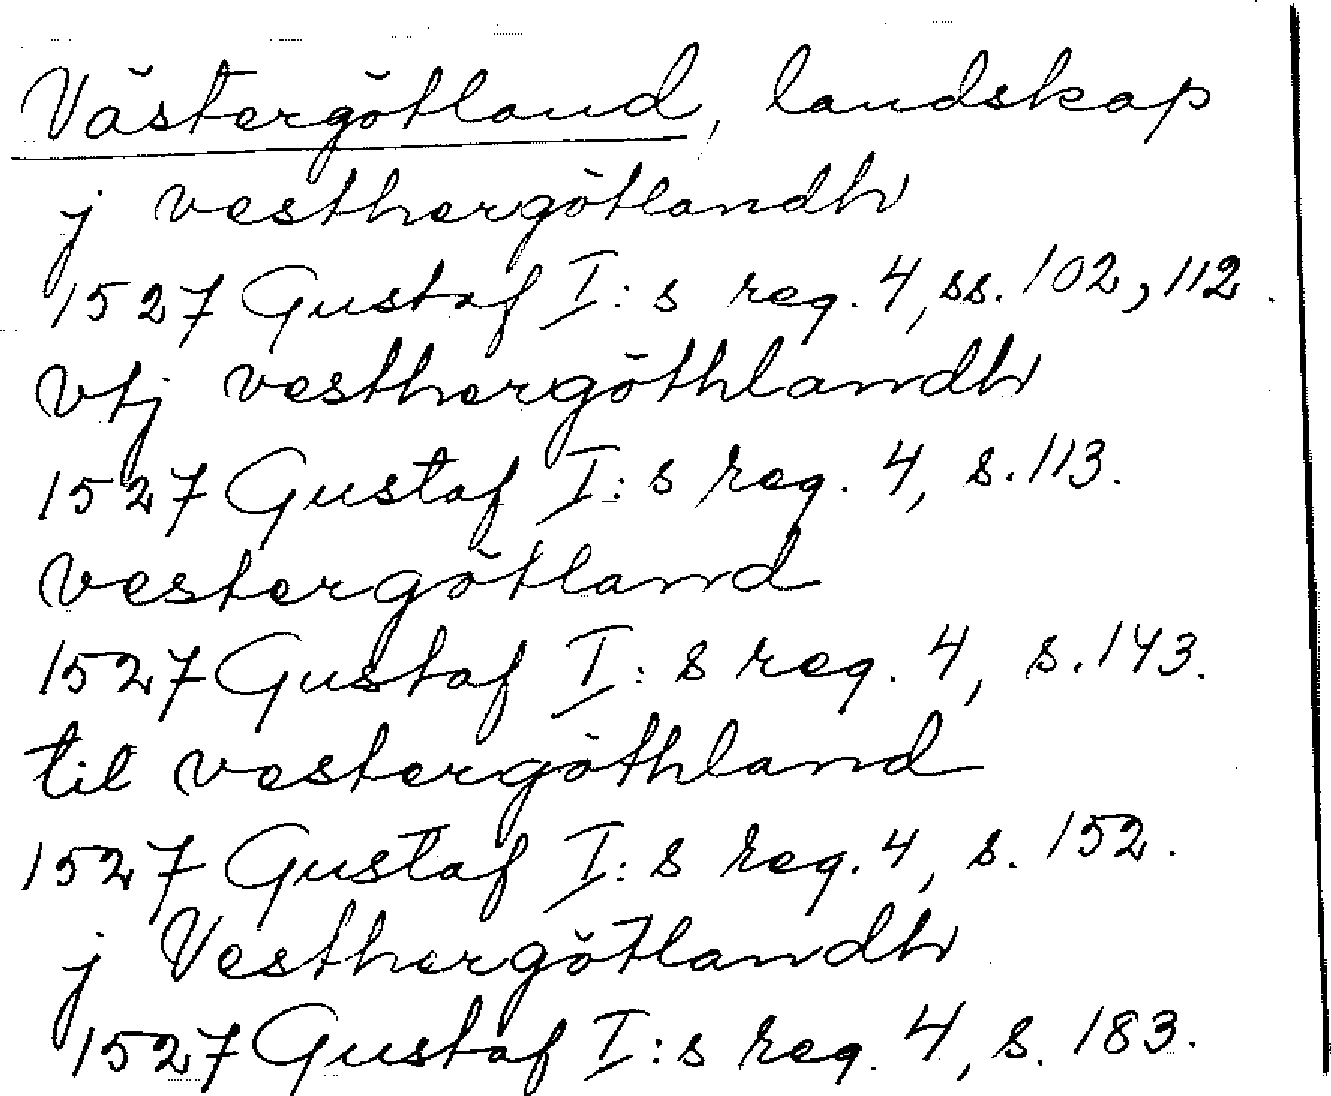 Västergötland, landskap
j vesthergötlandh
1527 Gustaf I:s reg. 4, ss. 102, 112.
vtj vesthergöthlandh
1527 Gustaf I:s reg. 4, s. 113.
vestergötland
1527 Gustaf I:s reg. 4, s. 143.
til vestergöthland
1527 Gustaf I:s reg. 4, s. 152.
j Vesthergötlandh
1527 Gustaf I:s reg. 4, s. 183.